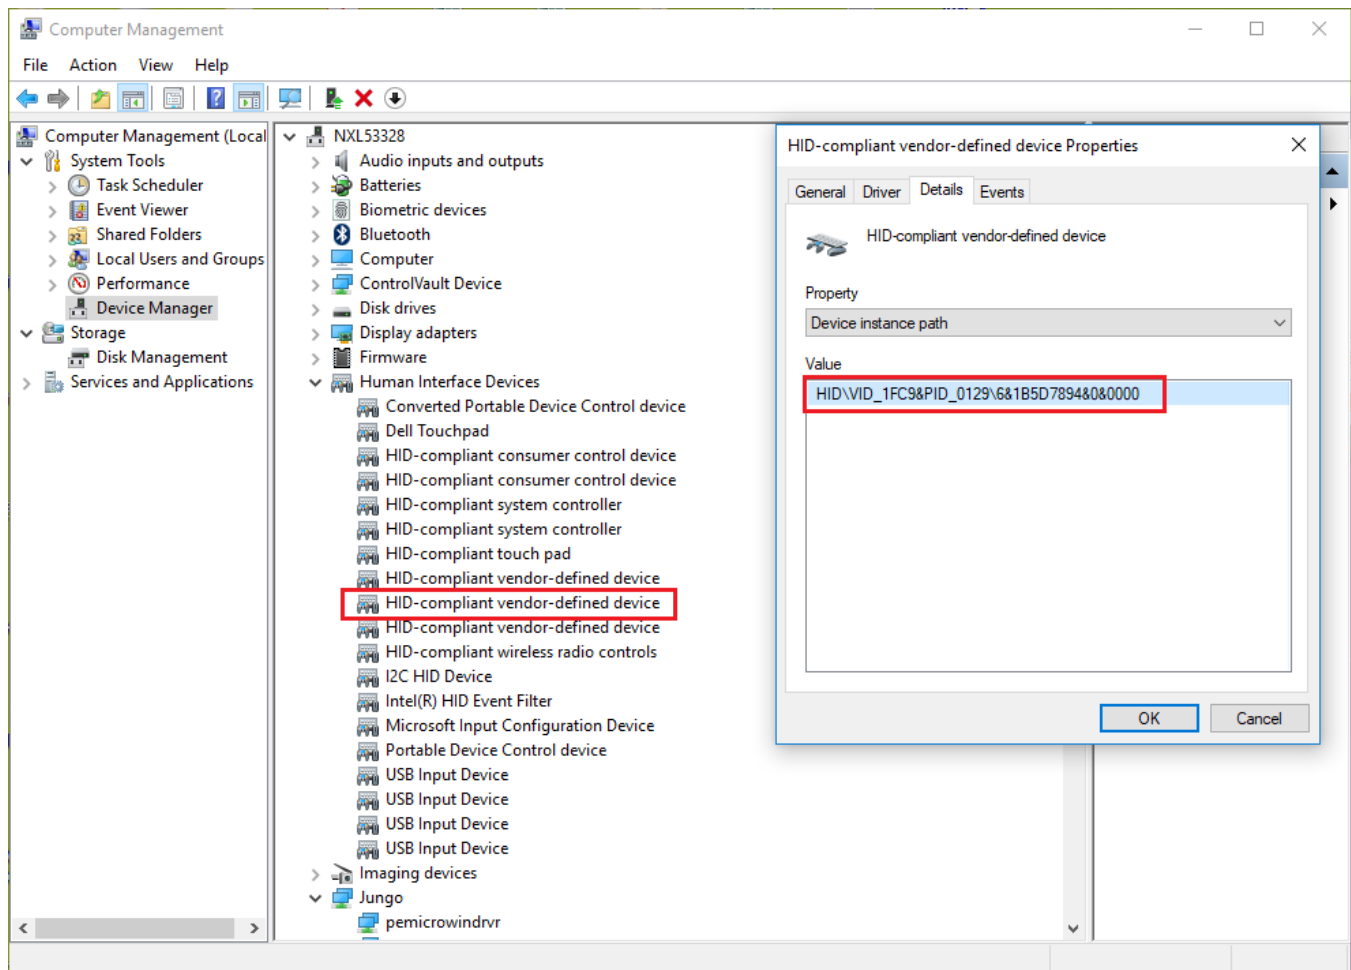 Computer Management
File Action View Help
Computer Management (Local
System Tools
Task Scheduler
Event Viewer
Shared Folders
Local Users and Groups
Performance
Device Manager
Storage
Disk Management
Services and Applications
NXL53328
Audio inputs and outputs
Batteries
Biometric devices
Bluetooth
Computer
ControlVault Device
Disk drives
Display adapters
Firmware
Human Interface Devices
Converted Portable Device Control device
Dell Touchpad
HID-compliant consumer control device
HID-compliant consumer control device
HID-compliant system controller
HID-compliant system controller
HID-compliant touch pad
HID-compliant vendor-defined device
HID-compliant vendor-defined device
HID-compliant vendor-defined device
HID-compliant wireless radio controls
I2C HID Device
Intel(R) HID Event Filter
Microsoft Input Configuration Device
Portable Device Control device
USB Input Device
USB Input Device
USB Input Device
USB Input Device
Imaging devices
Jungo
pemicrowindrvr
HID-compliant vendor-defined device Properties
General Driver Details Events
HID-compliant vendor-defined device
Property
Device instance path
Value
HID\VID_1FC9&PID_0129\6&1B5D7894&0&0000
OK Cancel